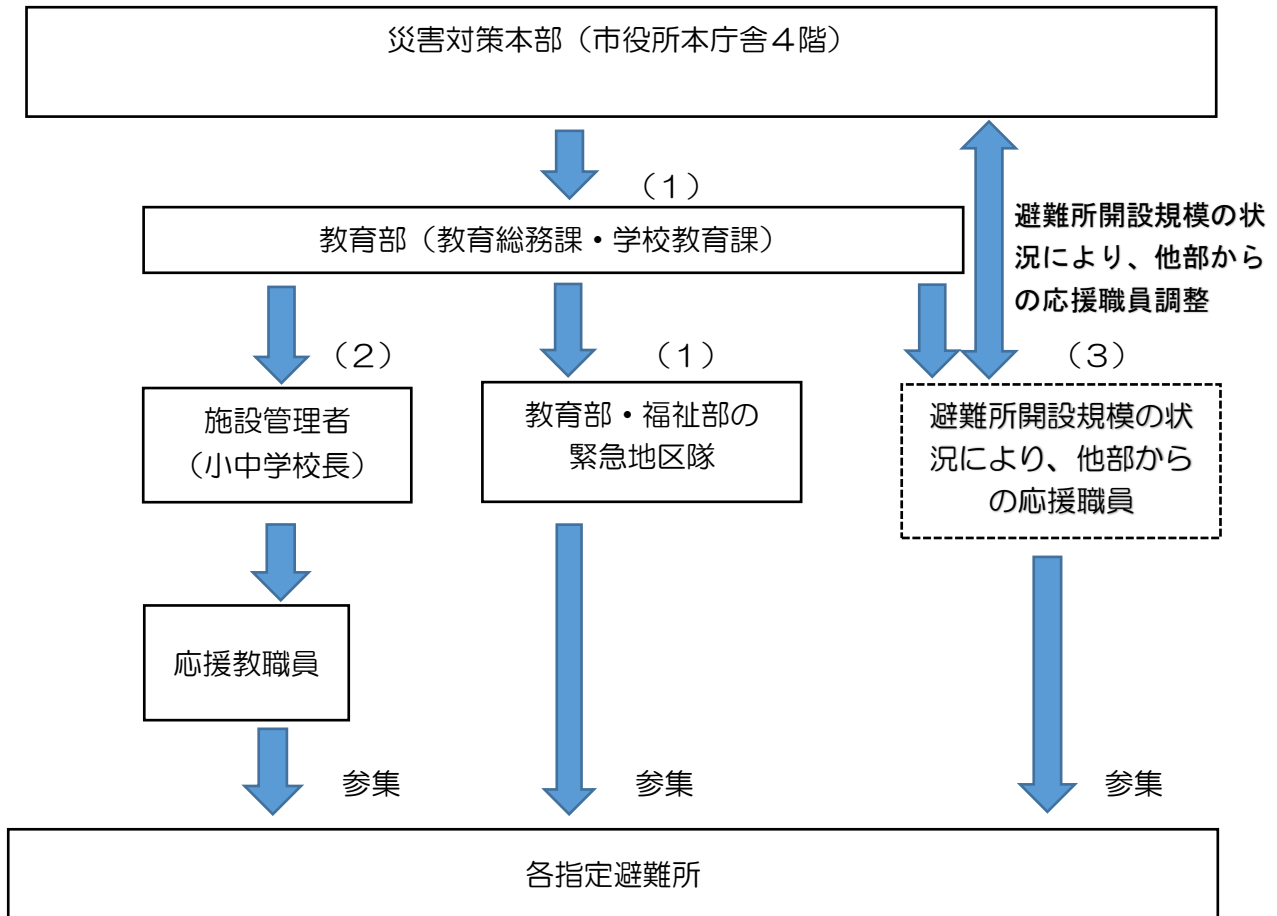 災害対策本部（市役所本庁舎４階）
（１）
教育部（教育総務課・学校教育課）
避難所開設規模の状
況により、他部から
の応援職員調整
（２）
（１）
（３）
施設管理者
（小中学校長）
教育部・福祉部の
緊急地区隊
避難所開設規模の状
況により、他部から
の応援職員
応援教職員
参集
参集
参集
各指定避難所